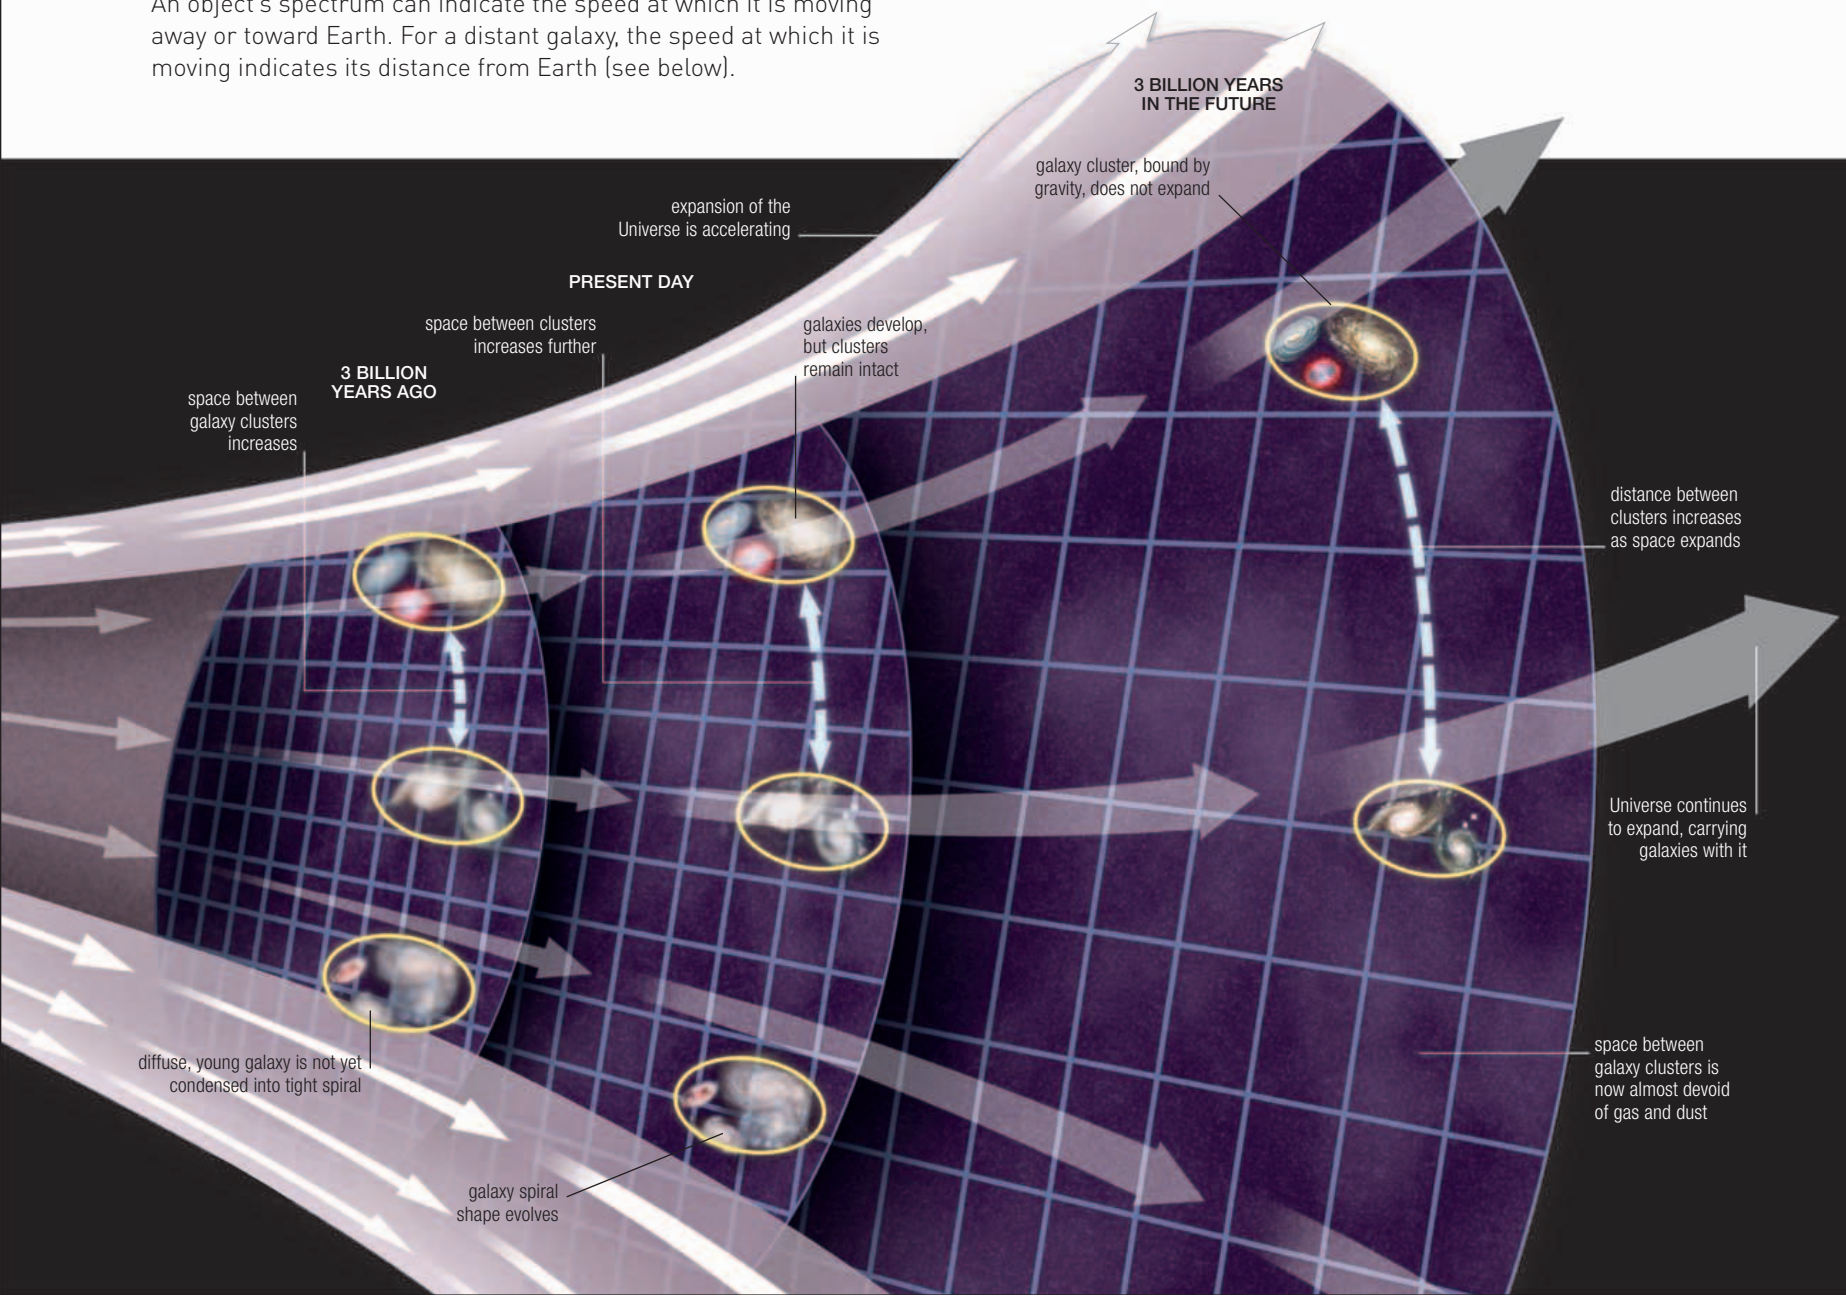 An object's spectrum can indicate the speed at which it is moving
away or toward Earth. For a distant galaxy, the speed at which it is
moving indicates its distance from Earth (see below).
3 BILLION YEARS
IN THE FUTURE
galaxy cluster, bound by
gravity, does not expand
expansion of the
Universe is accelerating
PRESENT DAY
space between clusters
increases further
galaxies develop,
but clusters
remain intact
3 BILLION
YEARS AGO
space between
galaxy clusters
increases
distance between
clusters increases
as space expands
Universe continues
to expand, carrying
galaxies with it
space between
galaxy clusters is
now almost devoid
of gas and dust
diffuse, young galaxy is not yet
condensed into tight spiral
galaxy spiral
shape evolves